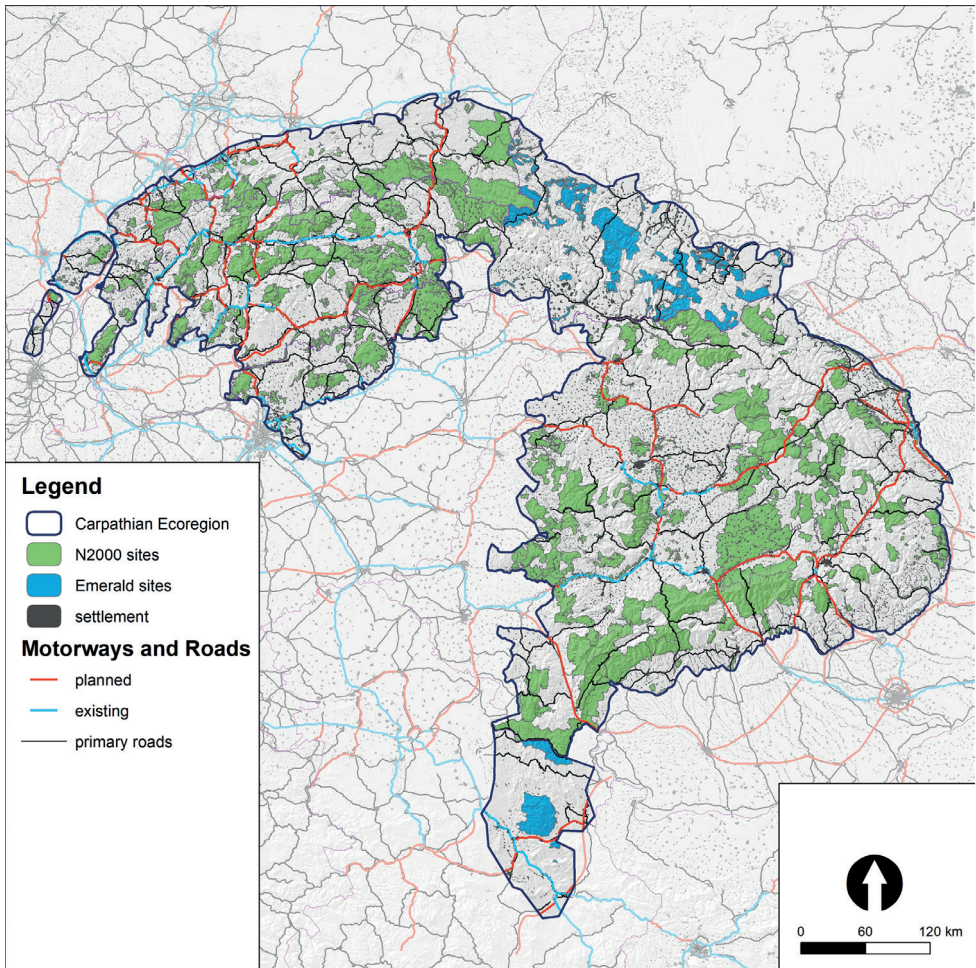 Legend
Carpathian Ecoregion
N2000 sites
Emerald sites
settlement
Motorways and Roads
planned
existing
primary roads
0 60 120 km